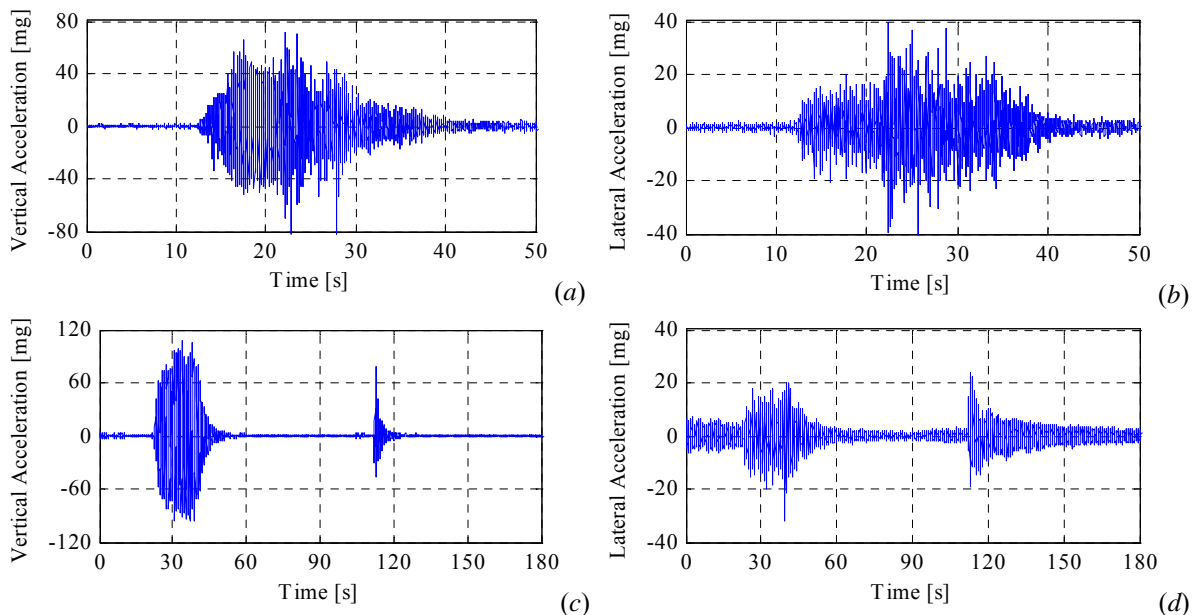 Vertical Acceleration [mg]
80
40
0
-40
-80
0 10 20 30 40 50
Time [s]
(a)
Lateral Acceleration [mg]
40
20
0
-20
-40
0 10 20 30 40 50
Time [s]
(b)
Vertical Acceleration [mg]
120
60
0
-60
-120
0 30 60 90 120 150 180
Time [s]
(c)
Lateral Acceleration [mg]
40
20
0
-20
-40
0 30 60 90 120 150 180
Time [s]
(d)